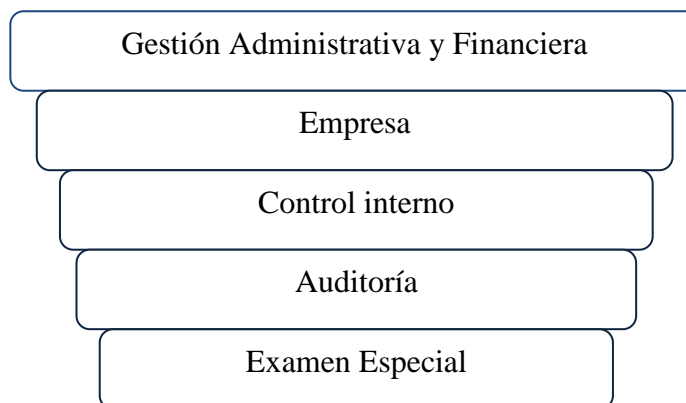 Gestión Administrativa y Financiera
Empresa
Control interno
Auditoría
Examen Especial